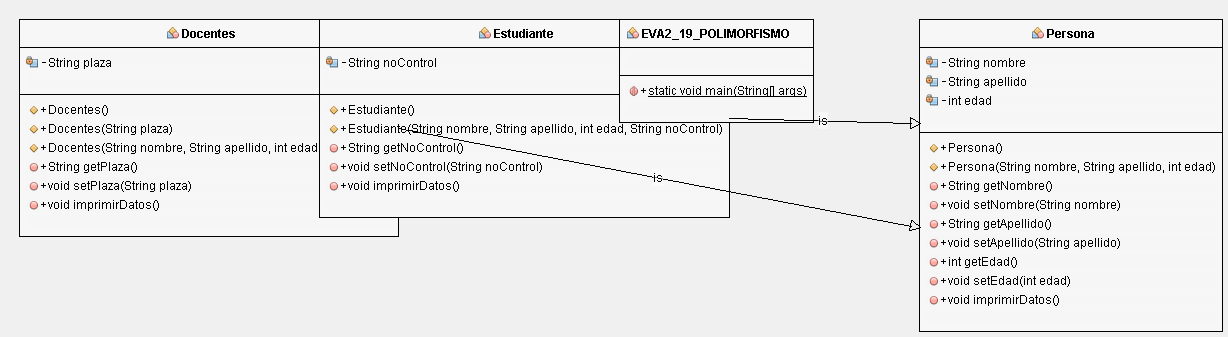 Docentes
- String plaza
+ Docentes()
+ Docentes(String plaza)
+ Docentes(String nombre, String apellido, int edad
+ String getPlaza()
+ void setPlaza(String plaza)
+ void imprimirDatos()
Estudiante
- String noControl
+ Estudiante()
+ Estudiante(String nombre, String apellido, int edad, String noControl)
+ String getNoControl()
+ void setNoControl(String noControl)
+ void imprimirDatos()
EVA2_19_POLIMORFISMO
+ static void main(String[] args)
is
is
Persona
- String nombre
- String apellido
- int edad
+ Persona()
+ Persona(String nombre, String apellido, int edad)
+ String getNombre()
+ void setNombre(String nombre)
+ String getApellido()
+ void setApellido(String apellido)
+ int getEdad()
+ void setEdad(int edad)
+ void imprimirDatos()